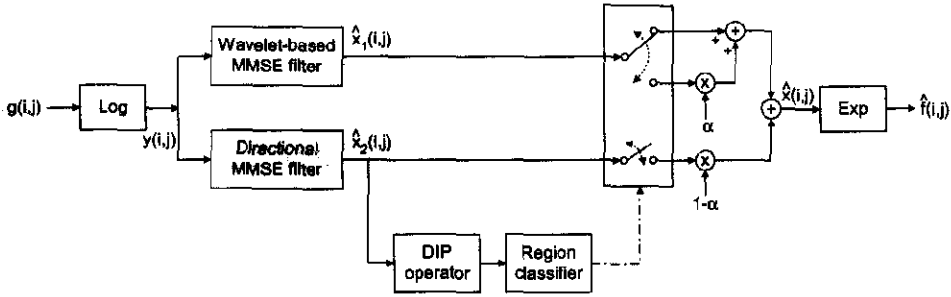 Wavelet-based
MMSE filter
x̂₁(i,j)
g(i,j)
Log
y(i,j)
Directional
MMSE filter
x̂₂(i,j)
DIP
operator
Region
classifier
+
+
+
x
α
+
x̂(i,j)
Exp
f̂(i,j)
x
1-α